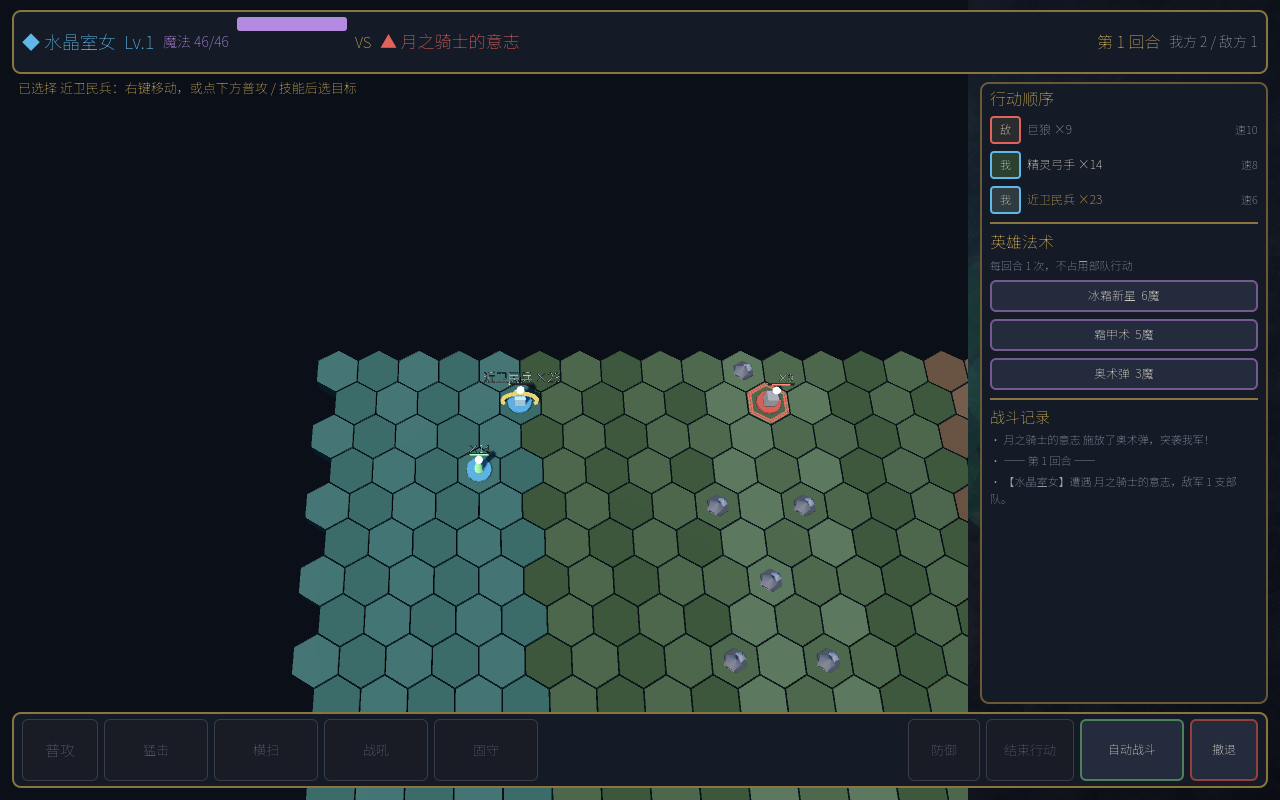 水晶室女 Lv.1 魔法 46/46 VS 月之骑士的意志 第 1 回合 我方 2 / 敌方 1
已选择 近卫民兵：右键移动，或点下方普攻 / 技能后选目标
行动顺序
敌 巨狼 ×9 速10
我 精灵弓手 ×14 速8
我 近卫民兵 ×23 速6
英雄法术
每回合 1 次，不占用部队行动
冰霜新星 6魔
霜甲术 5魔
奥术弹 3魔
战斗记录
· 月之骑士的意志 施放了奥术弹，突袭我军！
· —— 第 1 回合 ——
· 【水晶室女】遭遇 月之骑士的意志，敌军 1 支部
队。
近卫民兵 ×23
普攻 猛击 横扫 战吼 固守 防御 结束行动 自动战斗 撤退